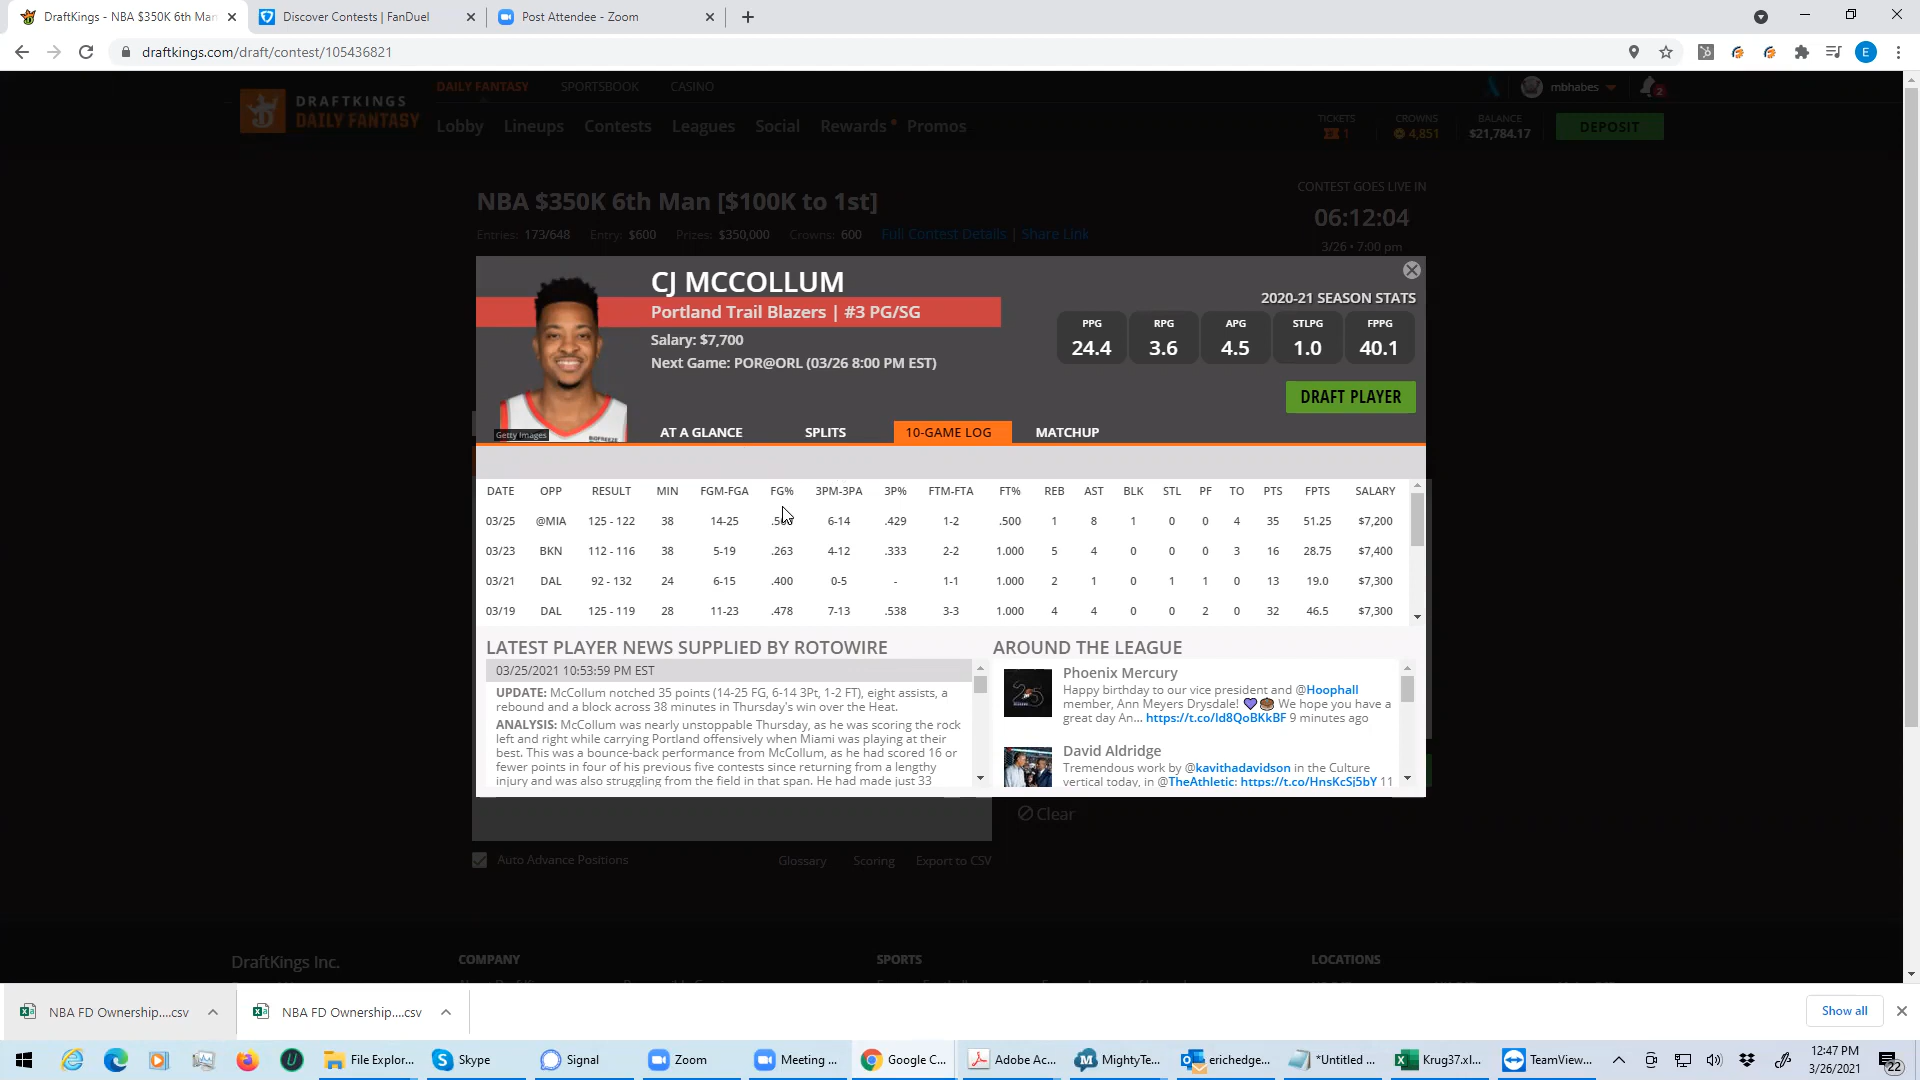 DraftKings - NBA $350K 6th Man
Discover Contests | FanDuel
Post Attendee - Zoom
draftkings.com/draft/contest/105436821
E
DAILY FANTASY SPORTSBOOK CASINO
mbhabes
2
DRAFTKINGS
DAILY FANTASY
Lobby Lineups Contests Leagues Social Rewards Promos
TICKETS
1
CROWNS
4,851
BALANCE
$21,784.17
DEPOSIT
NBA $350K 6th Man [$100K to 1st]
Entries: 173/648 Entry: $600 Prizes: $350,000 Crowns: 600 Full Contest Details | Share Link
CONTEST GOES LIVE IN
06:12:04
3/26 • 7:00 pm
CJ MCCOLLUM
Portland Trail Blazers | #3 PG/SG
Salary: $7,700
Next Game: POR@ORL (03/26 8:00 PM EST)
Getty Images
2020-21 SEASON STATS
PPG RPG APG STLPG FPPG
24.4 3.6 4.5 1.0 40.1
DRAFT PLAYER
AT A GLANCE SPLITS 10-GAME LOG MATCHUP
DATE OPP RESULT MIN FGM-FGA FG% 3PM-3PA 3P% FTM-FTA FT% REB AST BLK STL PF TO PTS FPTS SALARY
03/25 @MIA 125 - 122 38 14-25 6-14 .429 1-2 .500 1 8 1 0 0 4 35 51.25 $7,200
03/23 BKN 112 - 116 38 5-19 .263 4-12 .333 2-2 1.000 5 4 0 0 0 3 16 28.75 $7,400
03/21 DAL 92 - 132 24 6-15 .400 0-5 - 1-1 1.000 2 1 0 1 1 0 13 19.0 $7,300
03/19 DAL 125 - 119 28 11-23 .478 7-13 .538 3-3 1.000 4 4 0 0 2 0 32 46.5 $7,300
LATEST PLAYER NEWS SUPPLIED BY ROTOWIRE
03/25/2021 10:53:59 PM EST
UPDATE: McCollum notched 35 points (14-25 FG, 6-14 3Pt, 1-2 FT), eight assists, a
rebound and a block across 38 minutes in Thursday's win over the Heat.
ANALYSIS: McCollum was nearly unstoppable Thursday, as he was scoring the rock
left and right while carrying Portland offensively when Miami was playing at their
best. This was a bounce-back performance from McCollum, as he had scored 16 or
fewer points in four of his previous five contests since returning from a lengthy
injury and was also struggling from the field in that span. He had made just 33
AROUND THE LEAGUE
Phoenix Mercury
Happy birthday to our vice president and @Hoophall
member, Ann Meyers Drysdale! 💜🎂 We hope you have a
great day An... https://t.co/ld8QoBKkBF 9 minutes ago
David Aldridge
Tremendous work by @kavithadavidson in the Culture
vertical today, in @TheAthletic: https://t.co/HnsKcSj5bY 11
Clear
Auto Advance Positions Glossary Scoring Export to CSV
DraftKings Inc. COMPANY SPORTS LOCATIONS
NBA FD Ownership....csv
NBA FD Ownership....csv
Show all
File Explor... Skype Signal Zoom Meeting ... Google C... Adobe Ac... MightyTe... erichedge... *Untitled ... Krug37.xl... TeamView...
12:47 PM
3/26/2021
22